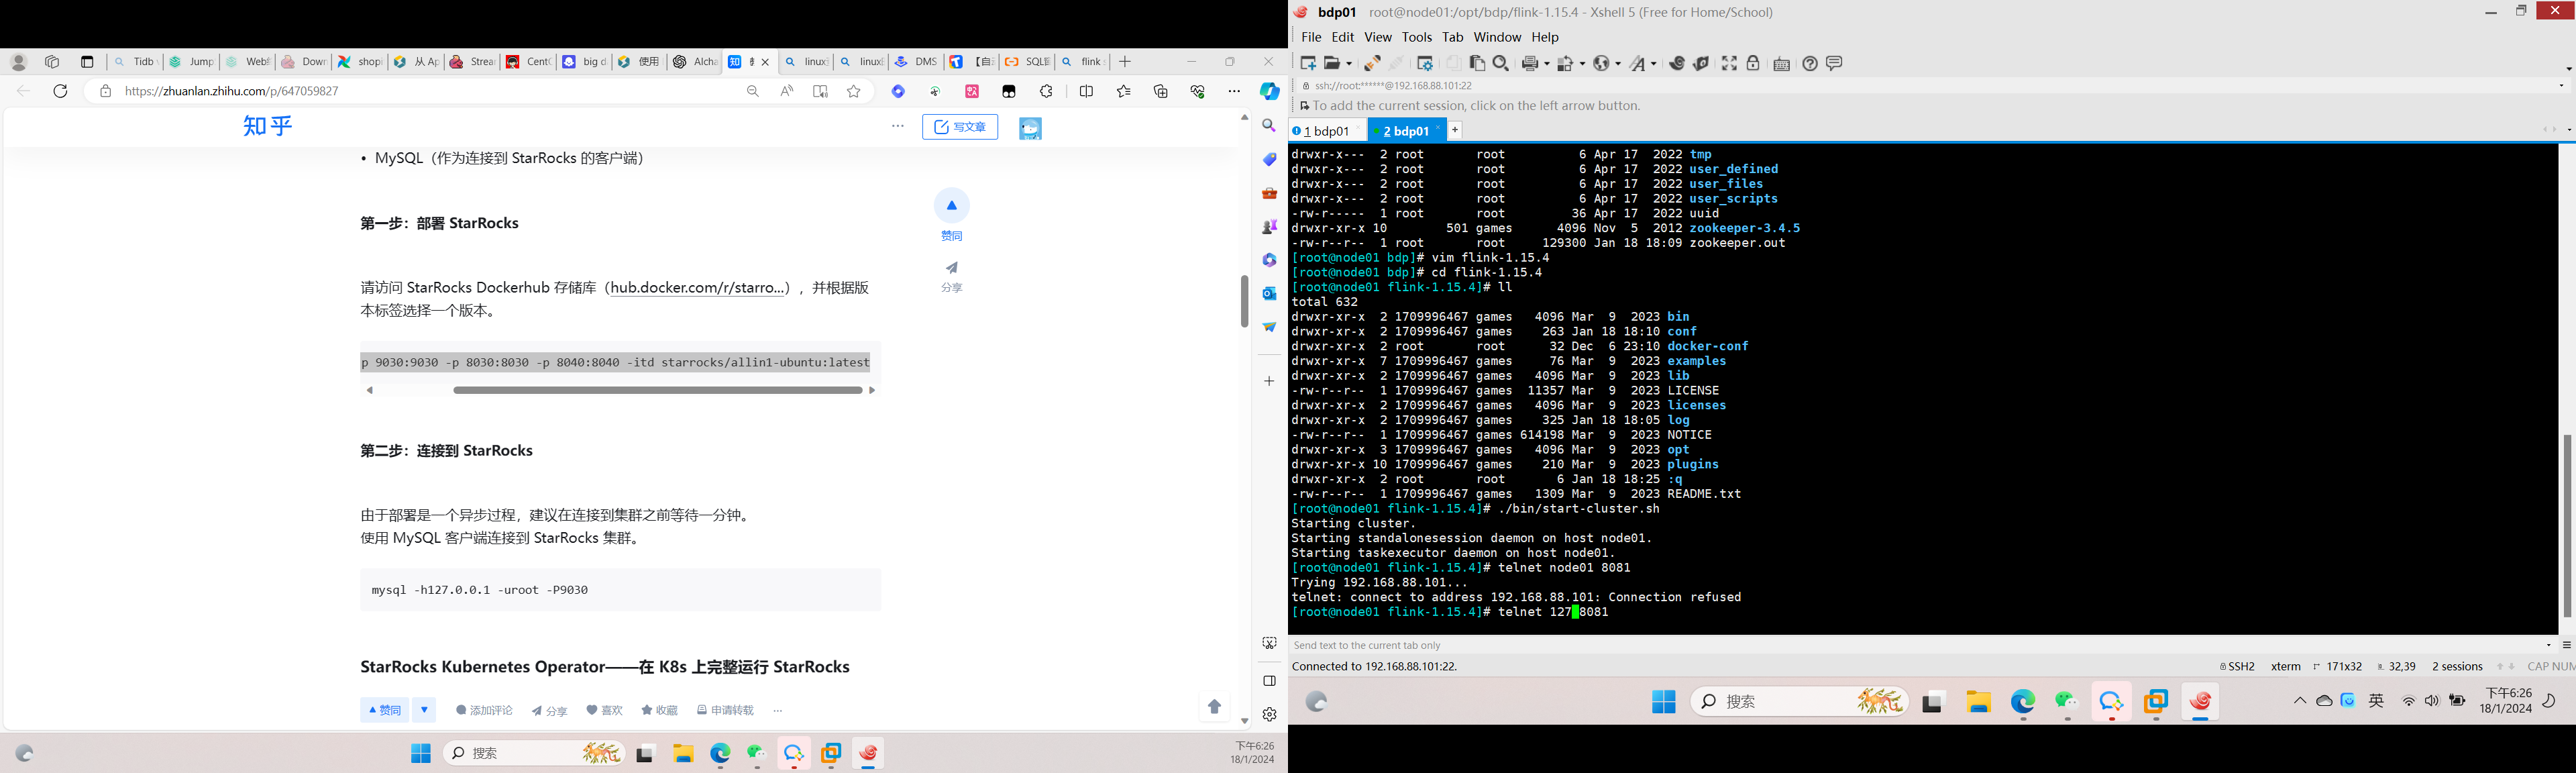 Tidb
Jump
Web
Down
shopi
从 Ap
Strea
Cent
big d
使用
Alcha
linux
linux
DMS
【自
SQL
flink
https://zhuanlan.zhihu.com/p/647059827
知乎
写文章
• MySQL（作为连接到 StarRocks 的客户端）
第一步：部署 StarRocks
赞同
分享
请访问 StarRocks Dockerhub 存储库（hub.docker.com/r/starro...），并根据版
本标签选择一个版本。
p 9030:9030 -p 8030:8030 -p 8040:8040 -itd starrocks/allin1-ubuntu:latest
第二步：连接到 StarRocks
由于部署是一个异步过程，建议在连接到集群之前等待一分钟。
使用 MySQL 客户端连接到 StarRocks 集群。
mysql -h127.0.0.1 -uroot -P9030
StarRocks Kubernetes Operator——在 K8s 上完整运行 StarRocks
赞同 添加评论 分享 喜欢 收藏 申请转载 ···
搜索
下午6:26
18/1/2024
bdp01 root@node01:/opt/bdp/flink-1.15.4 - Xshell 5 (Free for Home/School)
File Edit View Tools Tab Window Help
ssh://root:******@192.168.88.101:22
To add the current session, click on the left arrow button.
1 bdp01
2 bdp01
drwxr-x--- 2 root root 6 Apr 17 2022 tmp
drwxr-x--- 2 root root 6 Apr 17 2022 user_defined
drwxr-x--- 2 root root 6 Apr 17 2022 user_files
drwxr-x--- 2 root root 6 Apr 17 2022 user_scripts
-rw-r----- 1 root root 36 Apr 17 2022 uuid
drwxr-xr-x 10 501 games 4096 Nov 5 2012 zookeeper-3.4.5
-rw-r--r-- 1 root root 129300 Jan 18 18:09 zookeeper.out
[root@node01 bdp]# vim flink-1.15.4
[root@node01 bdp]# cd flink-1.15.4
[root@node01 flink-1.15.4]# ll
total 632
drwxr-xr-x 2 1709996467 games 4096 Mar 9 2023 bin
drwxr-xr-x 2 1709996467 games 263 Jan 18 18:10 conf
drwxr-xr-x 2 root root 32 Dec 6 23:10 docker-conf
drwxr-xr-x 7 1709996467 games 76 Mar 9 2023 examples
drwxr-xr-x 2 1709996467 games 4096 Mar 9 2023 lib
-rw-r--r-- 1 1709996467 games 11357 Mar 9 2023 LICENSE
drwxr-xr-x 2 1709996467 games 4096 Mar 9 2023 licenses
drwxr-xr-x 2 1709996467 games 325 Jan 18 18:05 log
-rw-r--r-- 1 1709996467 games 614198 Mar 9 2023 NOTICE
drwxr-xr-x 3 1709996467 games 4096 Mar 9 2023 opt
drwxr-xr-x 10 1709996467 games 210 Mar 9 2023 plugins
drwxr-xr-x 2 root root 6 Jan 18 18:25 :q
-rw-r--r-- 1 1709996467 games 1309 Mar 9 2023 README.txt
[root@node01 flink-1.15.4]# ./bin/start-cluster.sh
Starting cluster.
Starting standalonesession daemon on host node01.
Starting taskexecutor daemon on host node01.
[root@node01 flink-1.15.4]# telnet node01 8081
Trying 192.168.88.101...
telnet: connect to address 192.168.88.101: Connection refused
[root@node01 flink-1.15.4]# telnet 127 8081
Send text to the current tab only
Connected to 192.168.88.101:22.
SSH2 xterm 171x32 32,39 2 sessions CAP NUM
搜索
英
下午6:26
18/1/2024